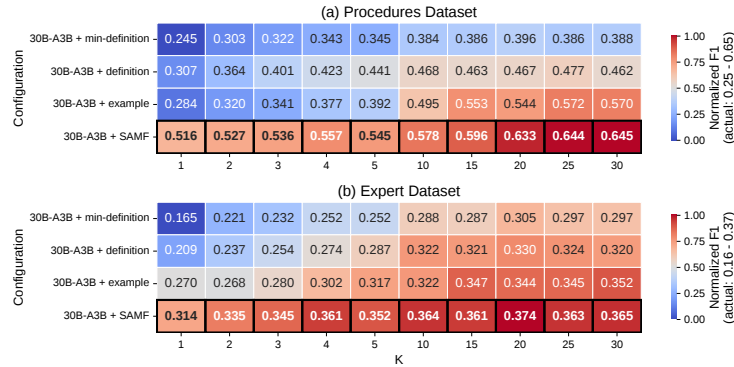 (a) Procedures Dataset
Configuration
30B-A3B + min-definition 0.245 0.303 0.322 0.343 0.345 0.384 0.386 0.396 0.386 0.388
30B-A3B + definition 0.307 0.364 0.401 0.423 0.441 0.468 0.463 0.467 0.477 0.462
30B-A3B + example 0.284 0.320 0.341 0.377 0.392 0.495 0.553 0.544 0.572 0.570
30B-A3B + SAMF 0.516 0.527 0.536 0.557 0.545 0.578 0.596 0.633 0.644 0.645
1 2 3 4 5 10 15 20 25 30
1.00
0.75
0.50
0.25
0.00
Normalized F1
(actual: 0.25 - 0.65)
(b) Expert Dataset
Configuration
30B-A3B + min-definition 0.165 0.221 0.232 0.252 0.252 0.288 0.287 0.305 0.297 0.297
30B-A3B + definition 0.209 0.237 0.254 0.274 0.287 0.322 0.321 0.330 0.324 0.320
30B-A3B + example 0.270 0.268 0.280 0.302 0.317 0.322 0.347 0.344 0.345 0.352
30B-A3B + SAMF 0.314 0.335 0.345 0.361 0.352 0.364 0.361 0.374 0.363 0.365
1 2 3 4 5 10 15 20 25 30
K
1.00
0.75
0.50
0.25
0.00
Normalized F1
(actual: 0.16 - 0.37)